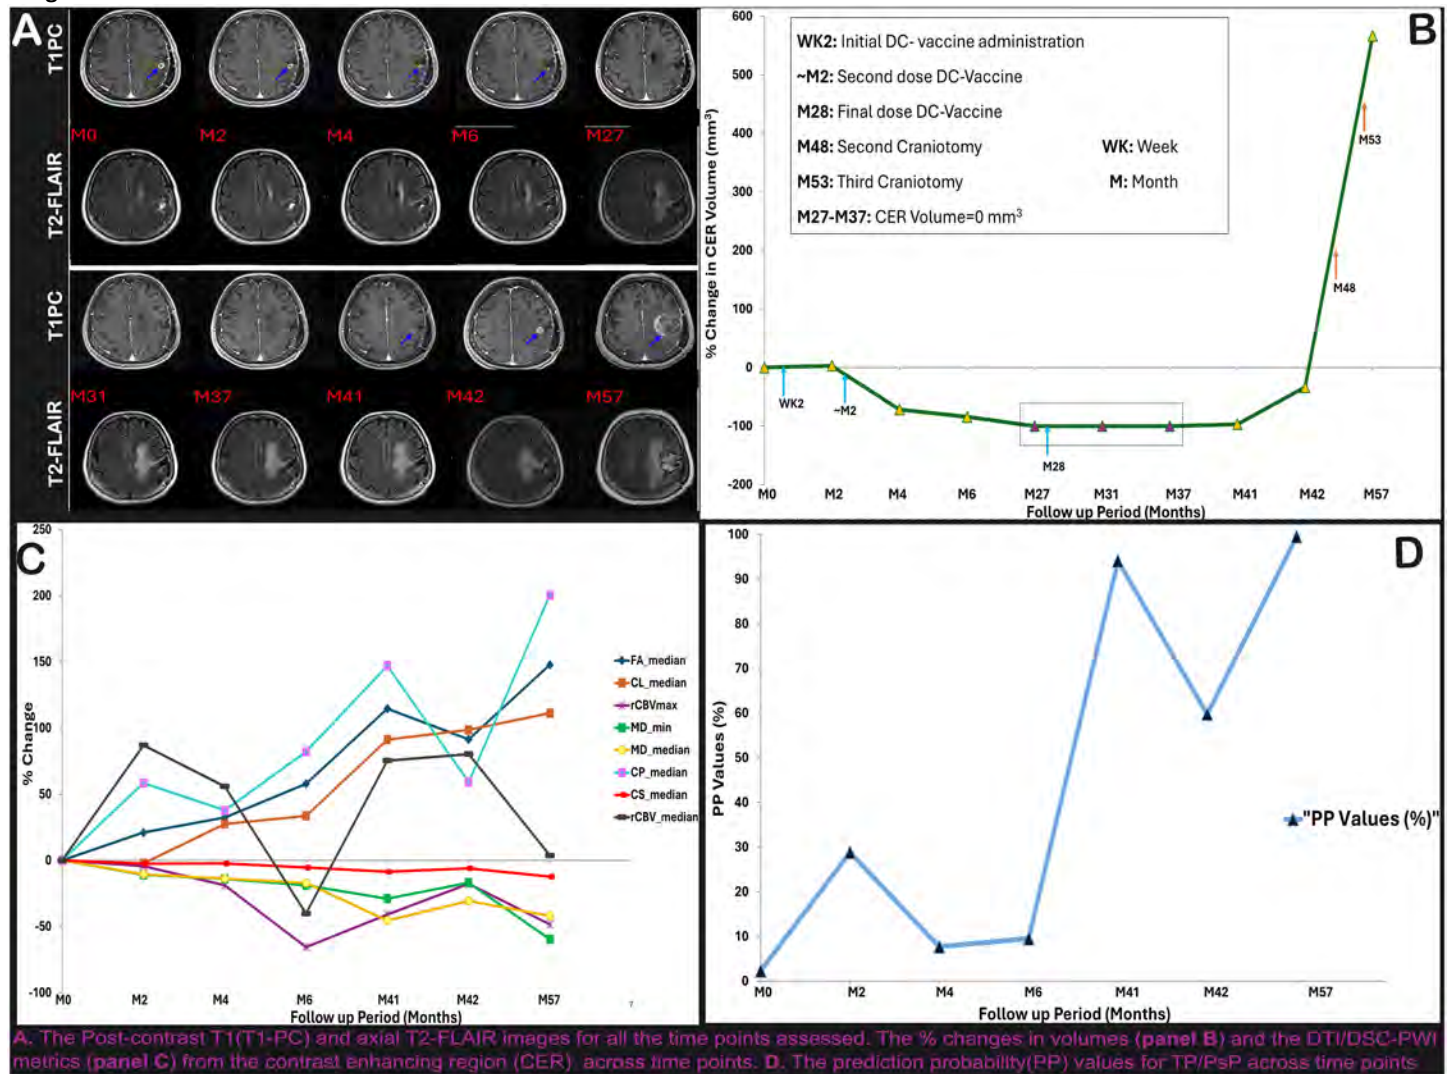 A
T1PC
M0
M2
M4
M6
M27
T2-FLAIR
T1PC
M31
M37
M41
M42
M57
T2-FLAIR
B
% Change in CER Volume (mm³)
600
500
400
300
200
100
0
-100
-200
WK2: Initial DC- vaccine administration
~M2: Second dose DC-Vaccine
M28: Final dose DC-Vaccine
M48: Second Craniotomy WK: Week
M53: Third Craniotomy M: Month
M27-M37: CER Volume=0 mm³
M53
M48
WK2
~M2
M28
M0 M2 M4 M6 M27 M31 M37 M41 M42 M57
Follow up Period (Months)
C
% Change
250
200
150
100
50
0
-50
-100
FA_median
CL_median
rCBVmax
MD_min
MD_median
CP_median
CS_median
rCBV_median
M0 M2 M4 M6 M41 M42 M57
Follow up Period (Months)
7
D
PP Values (%)
100
90
80
70
60
50
40
30
20
10
0
"PP Values (%)"
M0 M2 M4 M6 M41 M42 M57
Follow up Period (Months)
A. The Post-contrast T1(T1-PC) and axial T2-FLAIR images for all the time points assessed. The % changes in volumes (panel B) and the DTI/DSC-PWI
metrics (panel C) from the contrast enhancing region (CER) across time points. D. The prediction probability(PP) values for TP/PsP across time points